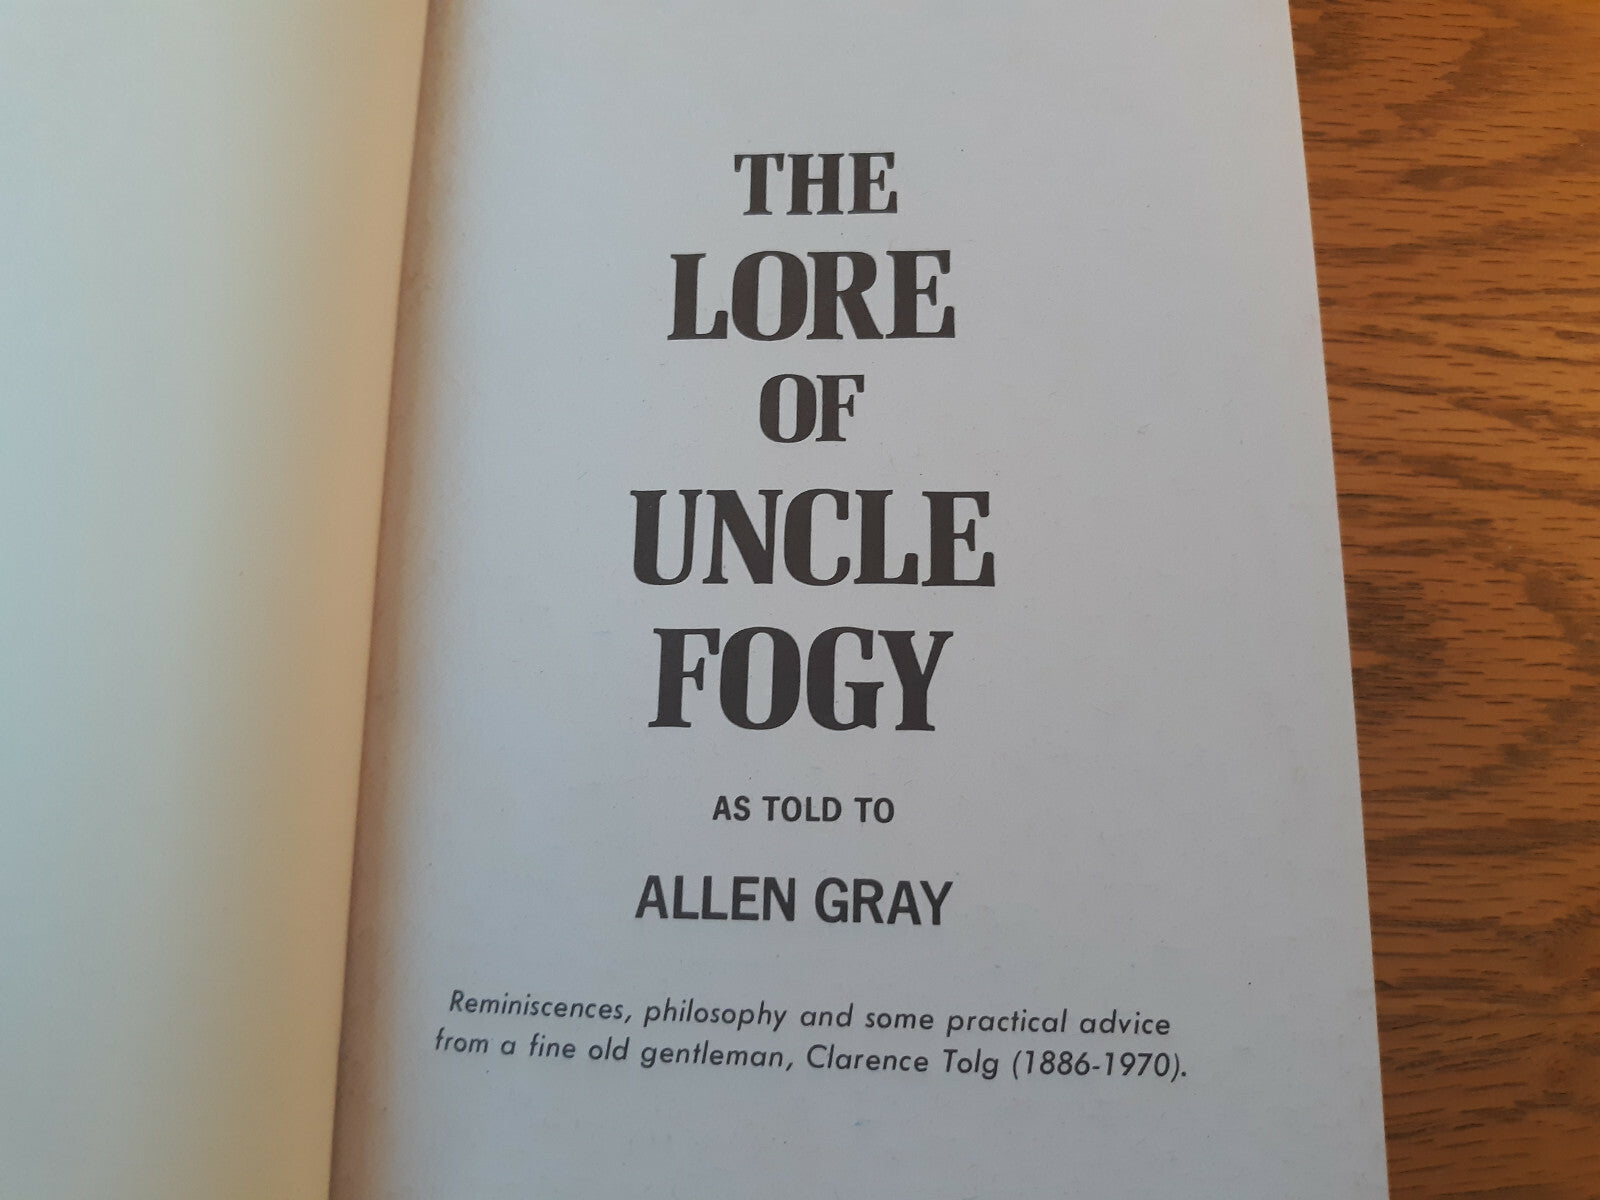 THE
LORE
OF
UNCLE
FOGY
AS TOLD TO
ALLEN GRAY
Reminiscences, philosophy and some practical advice
from a fine old gentleman, Clarence Tolg (1886-1970).